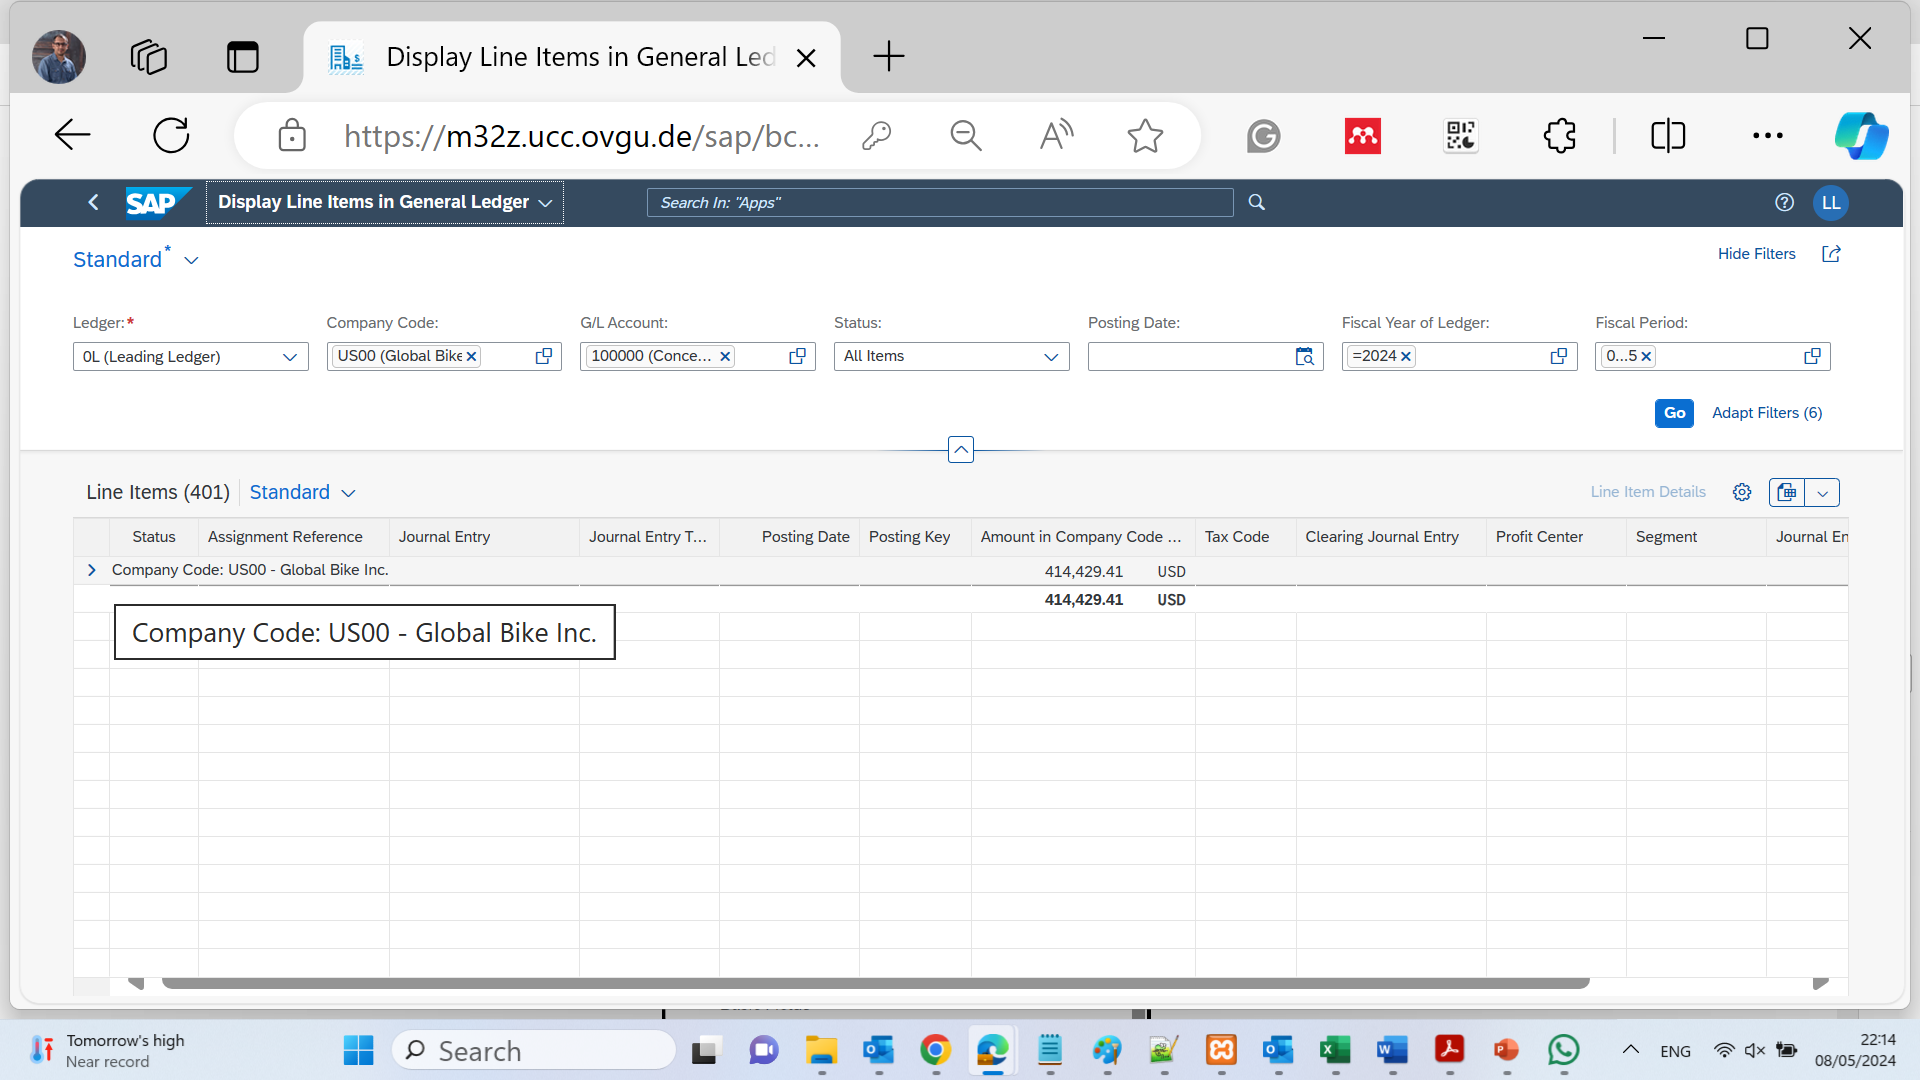 Display Line Items in General Led
https://m32z.ucc.ovgu.de/sap/bc...
SAP
Display Line Items in General Ledger
Search In: "Apps"
LL
Standard*
Hide Filters
Ledger:*
Company Code:
G/L Account:
Status:
Posting Date:
Fiscal Year of Ledger:
Fiscal Period:
0L (Leading Ledger)
US00 (Global Bike
100000 (Conce...
All Items
=2024
0...5
Go
Adapt Filters (6)
Line Items (401)
Standard
Line Item Details
Status
Assignment Reference
Journal Entry
Journal Entry T...
Posting Date
Posting Key
Amount in Company Code ...
Tax Code
Clearing Journal Entry
Profit Center
Segment
Journal En
Company Code: US00 - Global Bike Inc.
414,429.41 USD
414,429.41 USD
Company Code: US00 - Global Bike Inc.
Tomorrow's high
Near record
Search
ENG
22:14
08/05/2024